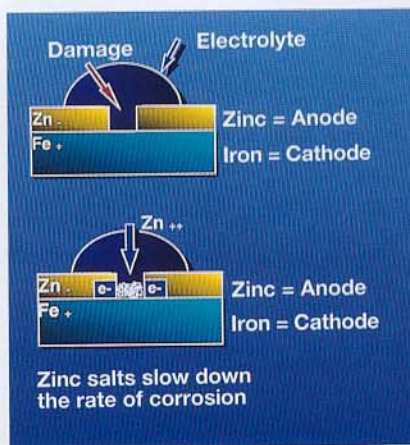 Damage
Electrolyte
Zn -
Zinc = Anode
Fe +
Iron = Cathode
Zn ++
Zn -
e-
e-
Zinc = Anode
Fe +
Iron = Cathode
Zinc salts slow down
the rate of corrosion